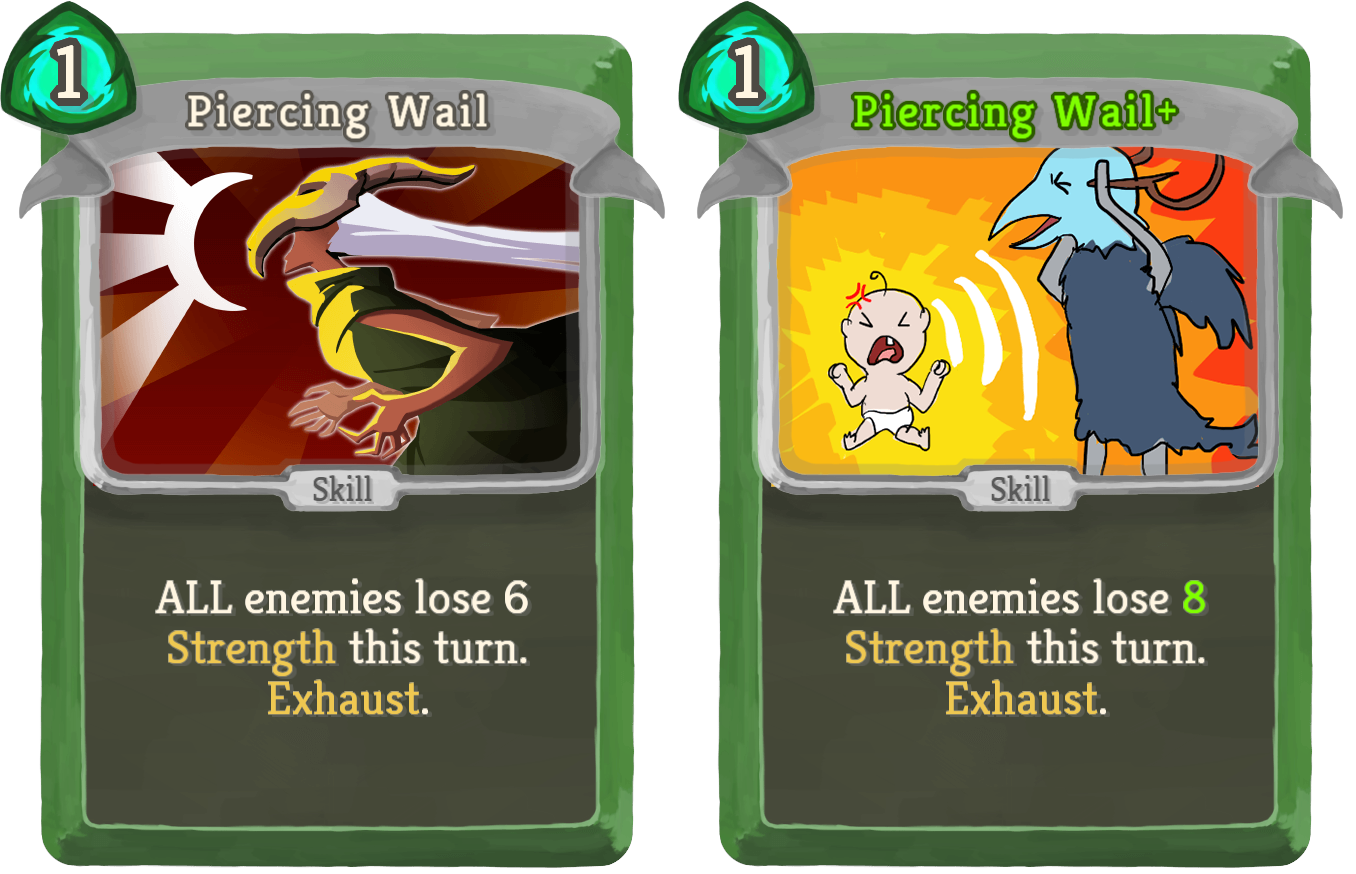 1
Piercing Wail
Skill
ALL enemies lose 6
Strength this turn.
Exhaust.
1
Piercing Wail+
Skill
ALL enemies lose 8
Strength this turn.
Exhaust.